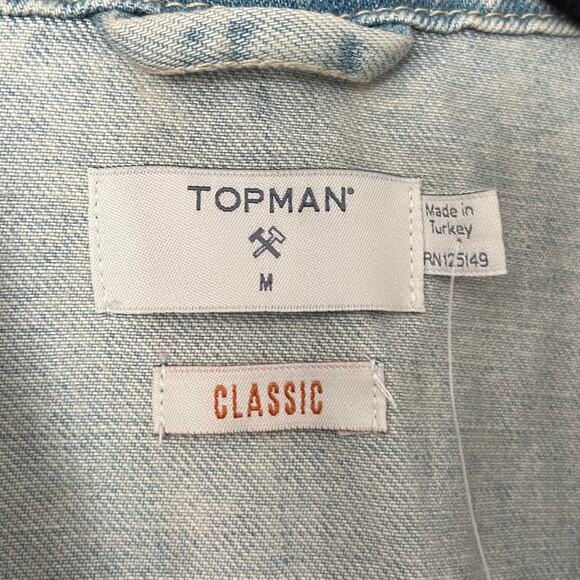 TOPMAN®
M
Made in
Turkey
RN125149
CLASSIC